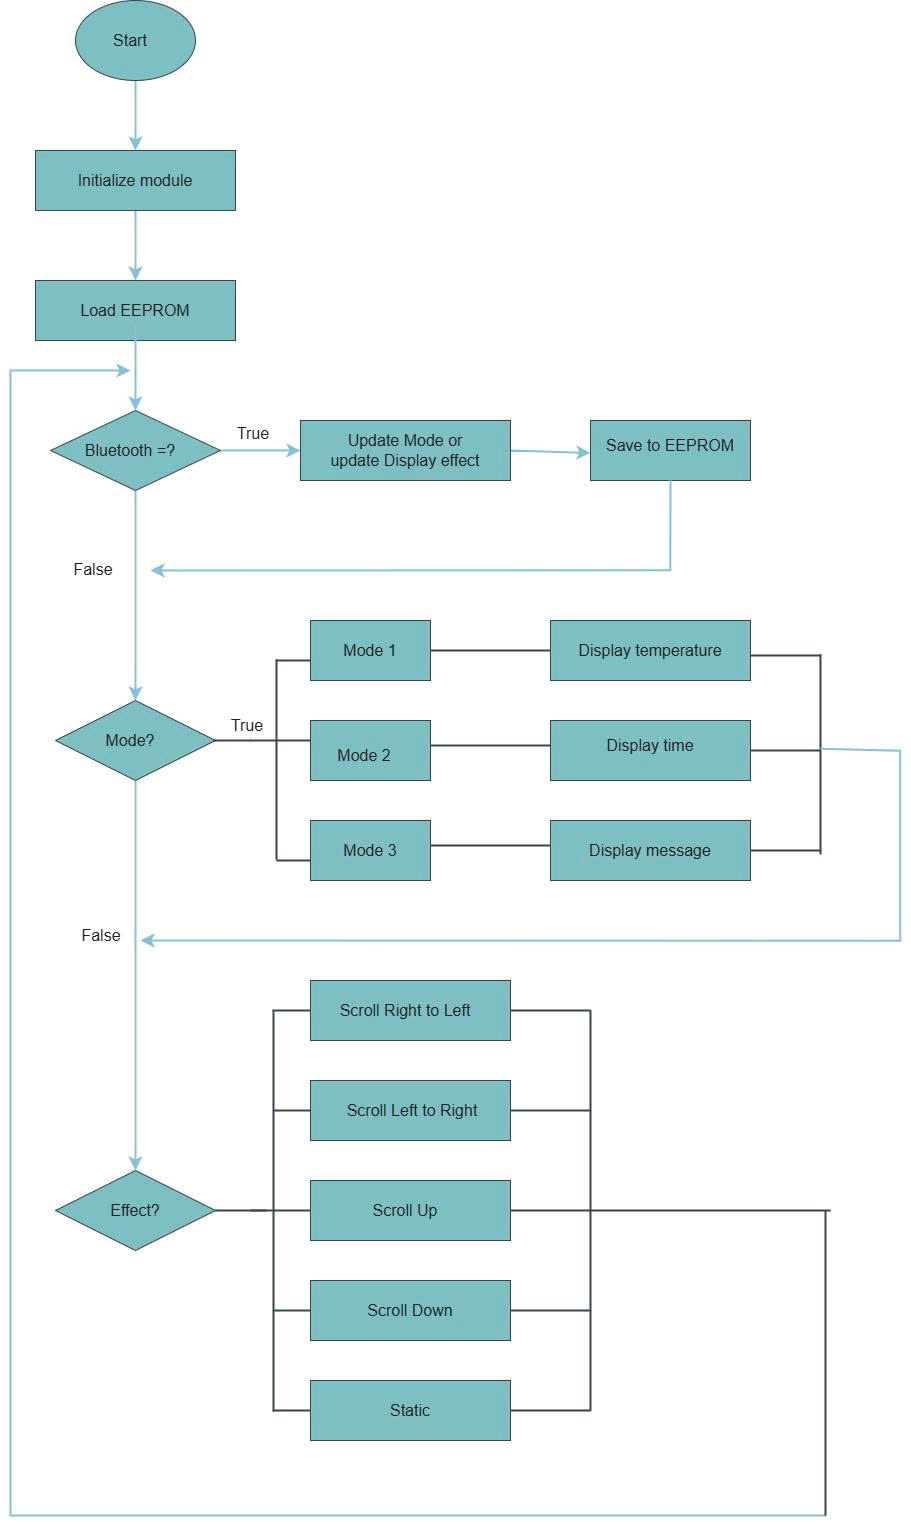 Start
Initialize module
Load EEPROM
Bluetooth =?
True
Update Mode or
update Display effect
Save to EEPROM
False
Mode?
True
Mode 1
Display temperature
Mode 2
Display time
Mode 3
Display message
False
Scroll Right to Left
Scroll Left to Right
Effect?
Scroll Up
Scroll Down
Static